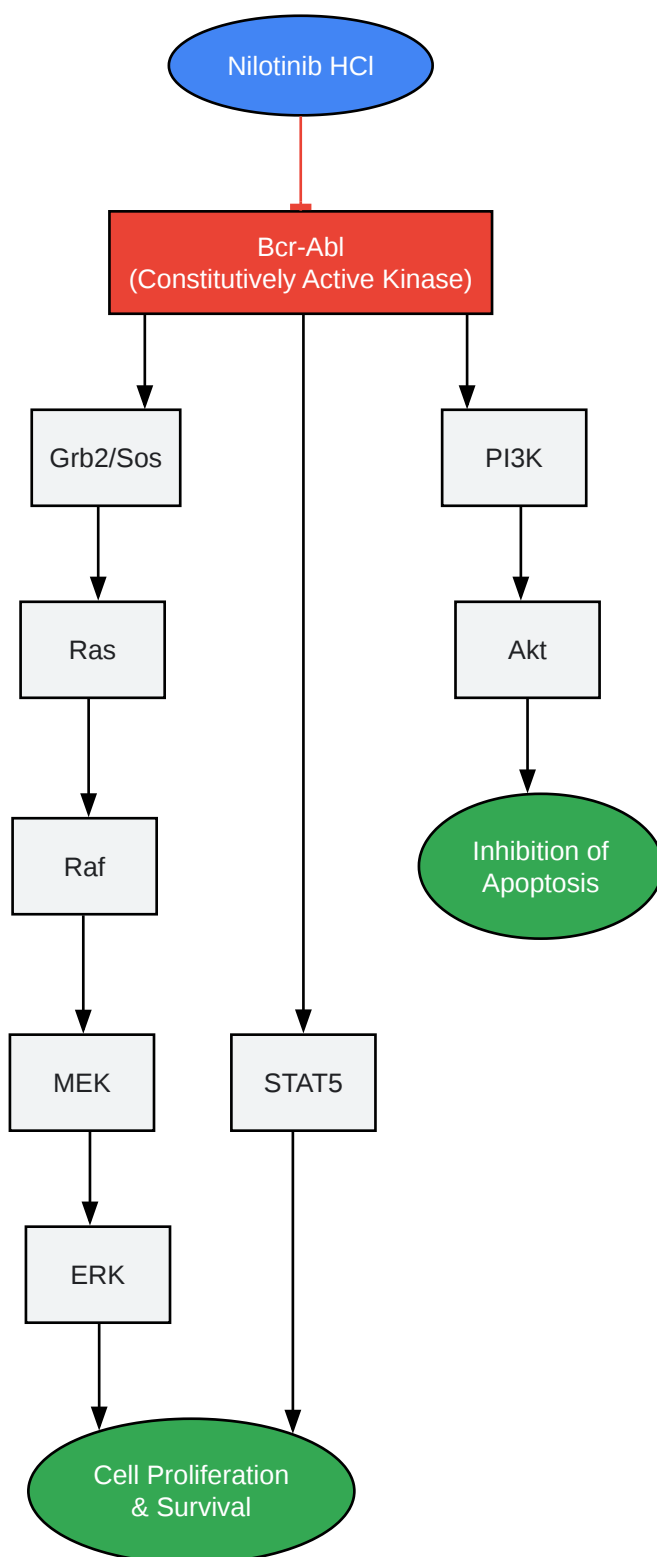 Nilotinib HCl
Bcr-Abl
(Constitutively Active Kinase)
Grb2/Sos
PI3K
Ras
Akt
Raf
Inhibition of
Apoptosis
MEK
STAT5
ERK
Cell Proliferation
& Survival